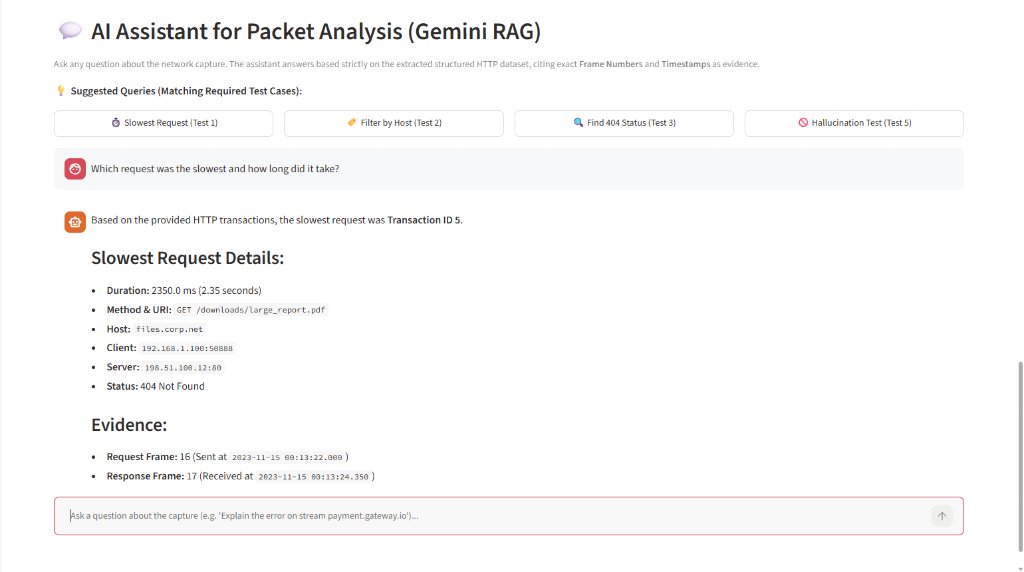 AI Assistant for Packet Analysis (Gemini RAG)
Ask any question about the network capture. The assistant answers based strictly on the extracted structured HTTP dataset, citing exact Frame Numbers and Timestamps as evidence.
Suggested Queries (Matching Required Test Cases):
Slowest Request (Test 1) Filter by Host (Test 2) Find 404 Status (Test 3) Hallucination Test (Test 5)
Which request was the slowest and how long did it take?
Based on the provided HTTP transactions, the slowest request was Transaction ID 5.
Slowest Request Details:
• Duration: 2350.0 ms (2.35 seconds)
• Method & URI: GET /downloads/large_report.pdf
• Host: files.corp.net
• Client: 192.168.1.100:50888
• Server: 198.51.100.12:80
• Status: 404 Not Found
Evidence:
• Request Frame: 16 (Sent at 2023-11-15 00:13:22.000 )
• Response Frame: 17 (Received at 2023-11-15 00:13:24.350 )
Ask a question about the capture (e.g. 'Explain the error on stream payment.gateway.io')...